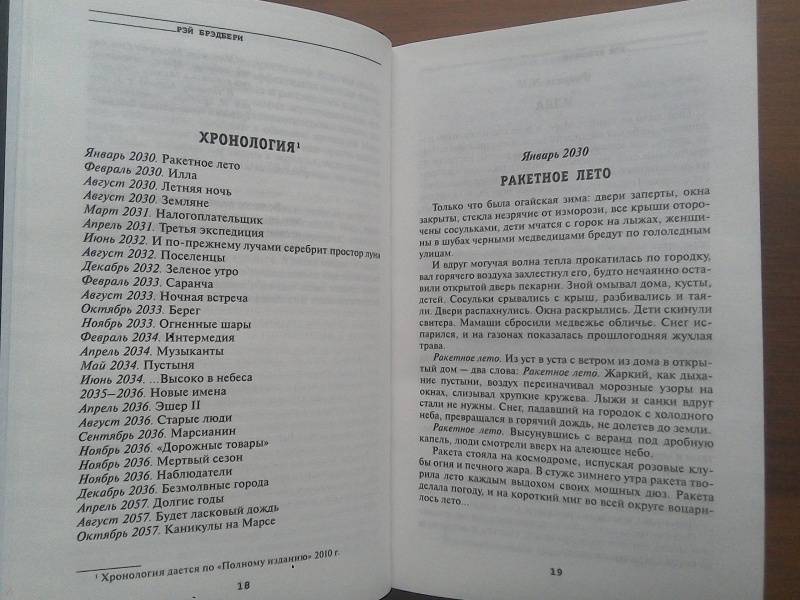 РЭЙ БРЭДБЕРИ
ХРОНОЛОГИЯ¹
Январь 2030. Ракетное лето
Февраль 2030. Илла
Август 2030. Летняя ночь
Август 2030. Земляне
Март 2031. Налогоплательщик
Апрель 2031. Третья экспедиция
Июнь 2032. И по-прежнему лучами серебрит простор луна
Август 2032. Поселенцы
Декабрь 2032. Зеленое утро
Февраль 2033. Саранча
Август 2033. Ночная встреча
Октябрь 2033. Берег
Ноябрь 2033. Огненные шары
Февраль 2034. Интермедия
Апрель 2034. Музыканты
Май 2034. Пустыня
Июнь 2034. ...Высоко в небеса
2035—2036. Новые имена
Апрель 2036. Эшер II
Август 2036. Старые люди
Сентябрь 2036. Марсианин
Ноябрь 2036. «Дорожные товары»
Ноябрь 2036. Мертвый сезон
Ноябрь 2036. Наблюдатели
Декабрь 2036. Безмолвные города
Апрель 2057. Долгие годы
Август 2057. Будет ласковый дождь
Октябрь 2057. Каникулы на Марсе
¹ Хронология дается по «Полному изданию» 2010 г.
18
Январь 2030
РАКЕТНОЕ ЛЕТО
Только что была огайская зима: двери заперты, окна
закрыты, стекла незрячие от изморози, все крыши оторо-
чены сосульками, дети мчатся с горок на лыжах, женщи-
ны в шубах черными медведицами бредут по гололедным
улицам.
И вдруг могучая волна тепла прокатилась по городку,
вал горячего воздуха захлестнул его, будто нечаянно оста-
вили открытой дверь пекарни. Зной омывал дома, кусты,
детей. Сосульки срывались с крыш, разбивались и тая-
ли. Двери распахнулись. Окна раскрылись. Дети скинули
свитера. Мамаши сбросили медвежье обличье. Снег ис-
парился, и на газонах показалась прошлогодняя жухлая
трава.
Ракетное лето. Из уст в уста с ветром из дома в откры-
тый дом — два слова: Ракетное лето. Жаркий, как дыха-
ние пустыни, воздух переиначивал морозные узоры на
окнах, слизывал хрупкие кружева. Лыжи и санки вдруг
стали не нужны. Снег, падавший на городок с холодного
неба, превращался в горячий дождь, не долетев до земли.
Ракетное лето. Высунувшись с веранд под дробную
капель, люди смотрели вверх на алеющее небо.
Ракета стояла на космодроме, испуская розовые клу-
бы огня и печного жара. В стуже зимнего утра ракета тво-
рила лето каждым выдохом своих мощных дюз. Ракета
делала погоду, и на короткий миг во всей округе воцари-
лось лето...
19